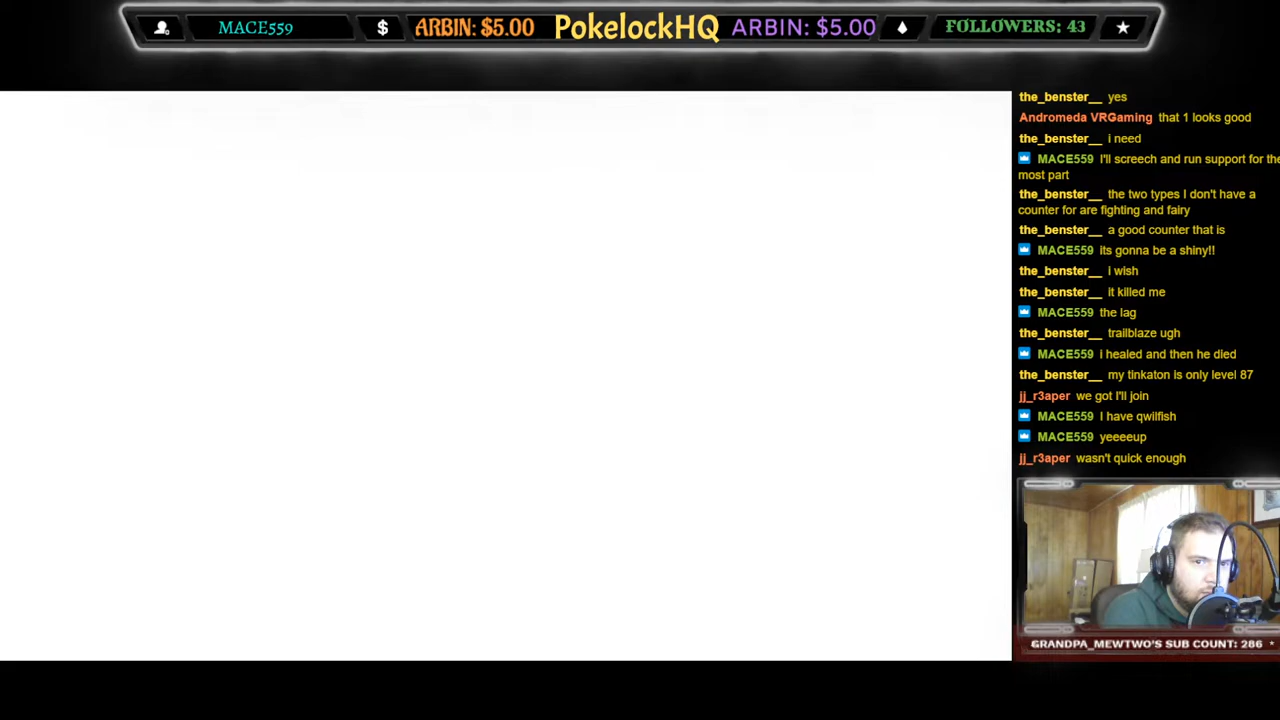 MACE559 $ ARBIN: $5.00 PokelockHQ ARBIN: $5.00 FOLLOWERS: 43
the_benster__ yes
Andromeda VRGaming that 1 looks good
the_benster__ i need
MACE559 I'll screech and run support for the
most part
the_benster__ the two types I don't have a
counter for are fighting and fairy
the_benster__ a good counter that is
MACE559 its gonna be a shiny!!
the_benster__ i wish
the_benster__ it killed me
MACE559 the lag
the_benster__ trailblaze ugh
MACE559 i healed and then he died
the_benster__ my tinkaton is only level 87
jj_r3aper we got I'll join
MACE559 I have qwilfish
MACE559 yeeeeup
jj_r3aper wasn't quick enough
GRANDPA_MEWTWO'S SUB COUNT: 286 *